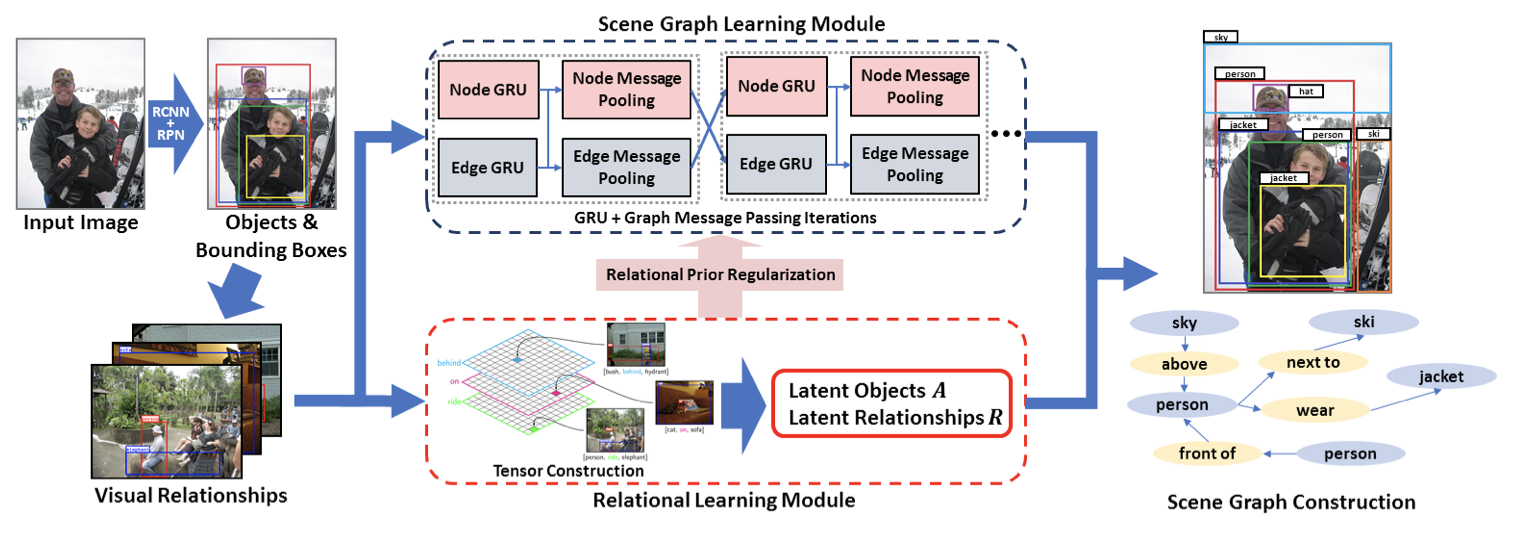 Scene Graph Learning Module
RCNN
+
RPN
Input Image
Objects &
Bounding Boxes
Node GRU
Node Message
Pooling
Edge GRU
Edge Message
Pooling
Node GRU
Node Message
Pooling
Edge GRU
Edge Message
Pooling
GRU + Graph Message Passing Iterations
Relational Prior Regularization
Visual Relationships
behind
on
ride
[bush, behind, hydrant]
[cat, on, sofa]
[person, ride, elephant]
Tensor Construction
Latent Objects A
Latent Relationships R
Relational Learning Module
sky
person
hat
jacket
person
ski
jacket
sky
ski
above
next to
jacket
person
wear
front of
person
Scene Graph Construction